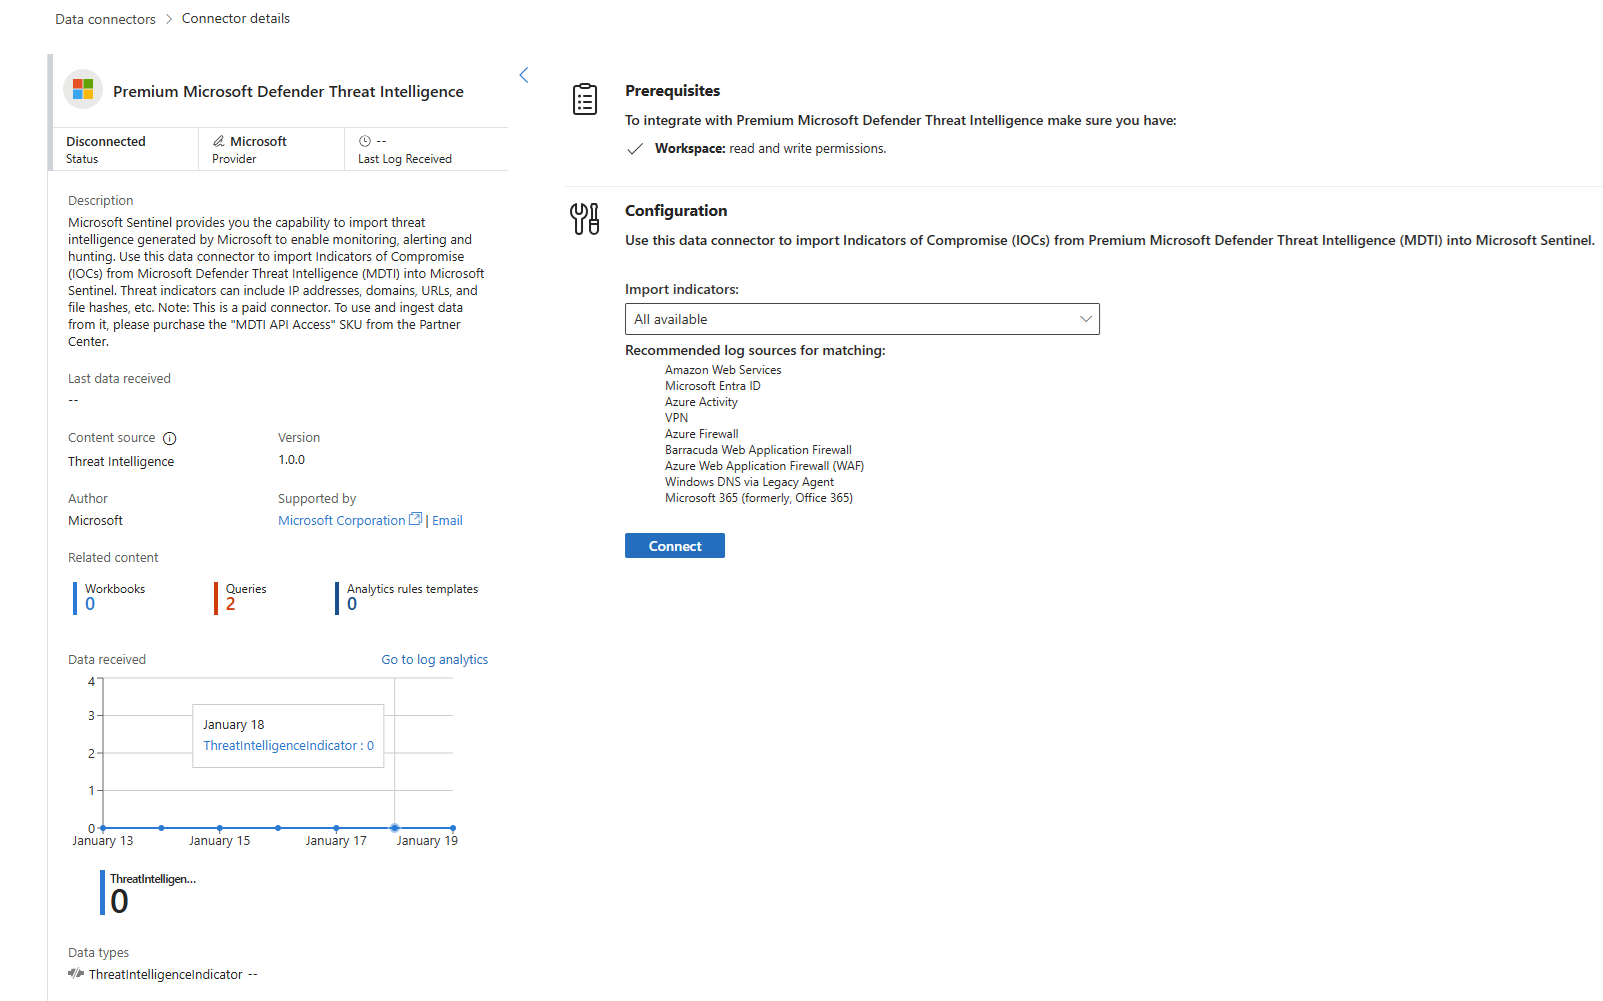 Data connectors > Connector details
Premium Microsoft Defender Threat Intelligence
Disconnected
Status
Microsoft
Provider
--
Last Log Received
Description
Microsoft Sentinel provides you the capability to import threat
intelligence generated by Microsoft to enable monitoring, alerting and
hunting. Use this data connector to import Indicators of Compromise
(IOCs) from Microsoft Defender Threat Intelligence (MDTI) into Microsoft
Sentinel. Threat indicators can include IP addresses, domains, URLs, and
file hashes, etc. Note: This is a paid connector. To use and ingest data
from it, please purchase the "MDTI API Access" SKU from the Partner
Center.
Last data received
--
Content source
Threat Intelligence
Version
1.0.0
Author
Microsoft
Supported by
Microsoft Corporation | Email
Related content
Workbooks
0
Queries
2
Analytics rules templates
0
Data received
Go to log analytics
4
3
2
1
0
January 18
ThreatIntelligenceIndicator : 0
January 13
January 15
January 17
January 19
ThreatIntelligen...
0
Data types
ThreatIntelligenceIndicator --
Prerequisites
To integrate with Premium Microsoft Defender Threat Intelligence make sure you have:
Workspace: read and write permissions.
Configuration
Use this data connector to import Indicators of Compromise (IOCs) from Premium Microsoft Defender Threat Intelligence (MDTI) into Microsoft Sentinel.
Import indicators:
All available
Recommended log sources for matching:
Amazon Web Services
Microsoft Entra ID
Azure Activity
VPN
Azure Firewall
Barracuda Web Application Firewall
Azure Web Application Firewall (WAF)
Windows DNS via Legacy Agent
Microsoft 365 (formerly, Office 365)
Connect